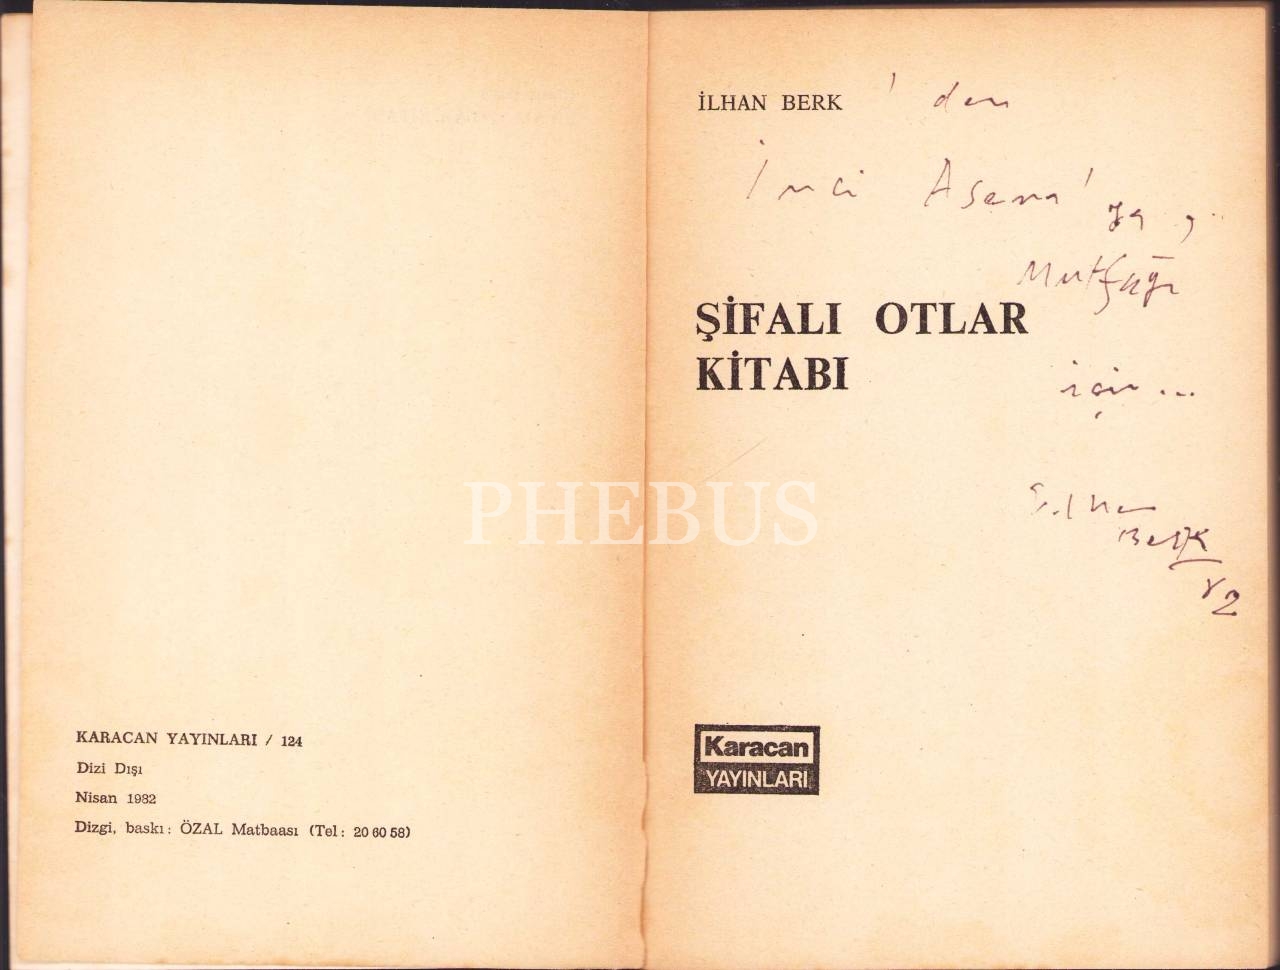 KARACAN YAYINLARI / 124
Dizi Dışı
Nisan 1982
Dizgi, baskı: ÖZAL Matbaası (Tel: 20 60 58)
İLHAN BERK 'den
İnci Asena'ya,
Mutfağı
için...
ŞİFALI OTLAR
KİTABI
İlhan
Berk
82
Karacan
YAYINLARI
PHEBUS